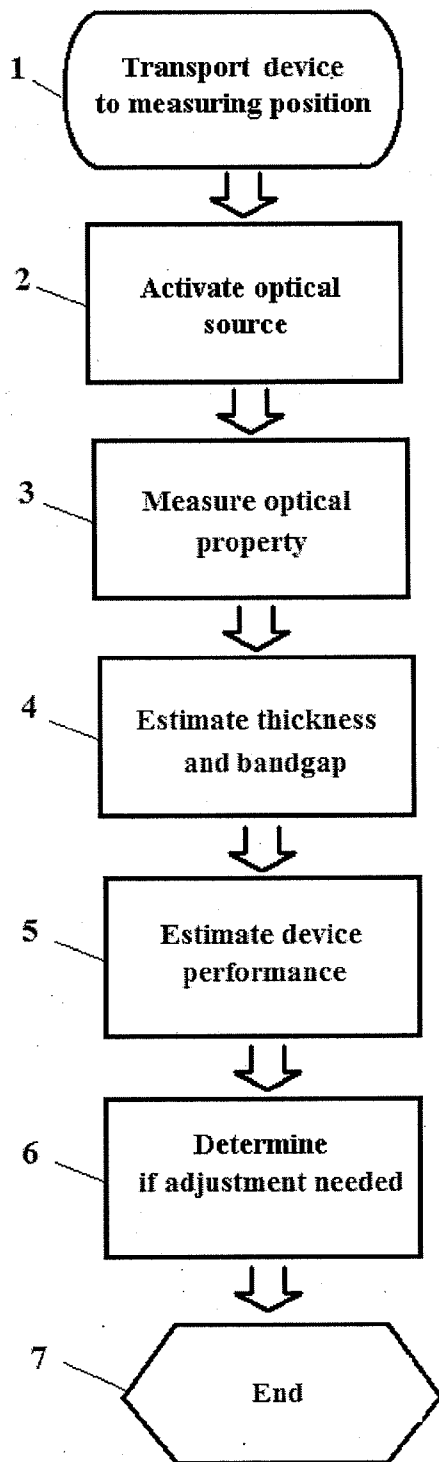 1
Transport device
to measuring position
2
Activate optical
source
3
Measure optical
property
4
Estimate thickness
and bandgap
5
Estimate device
performance
6
Determine
if adjustment needed
7
End